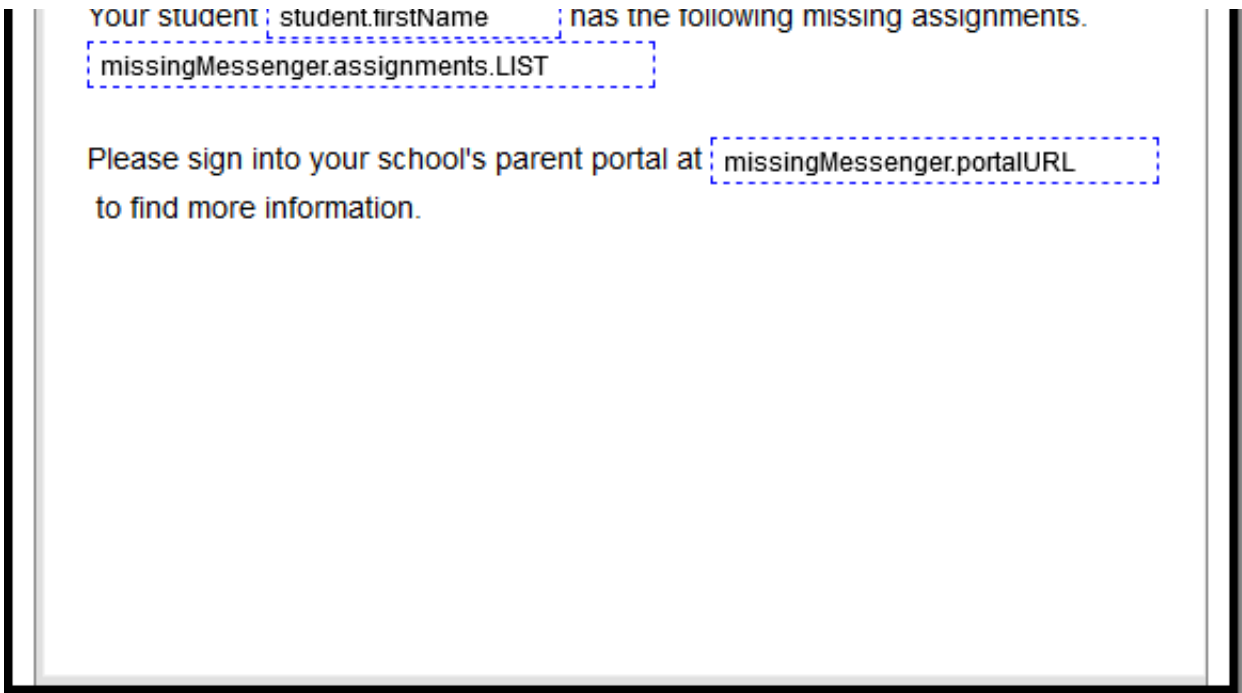 Your student student.firstName has the following missing assignments.
missingMessenger.assignments.LIST
Please sign into your school's parent portal at missingMessenger.portalURL
to find more information.